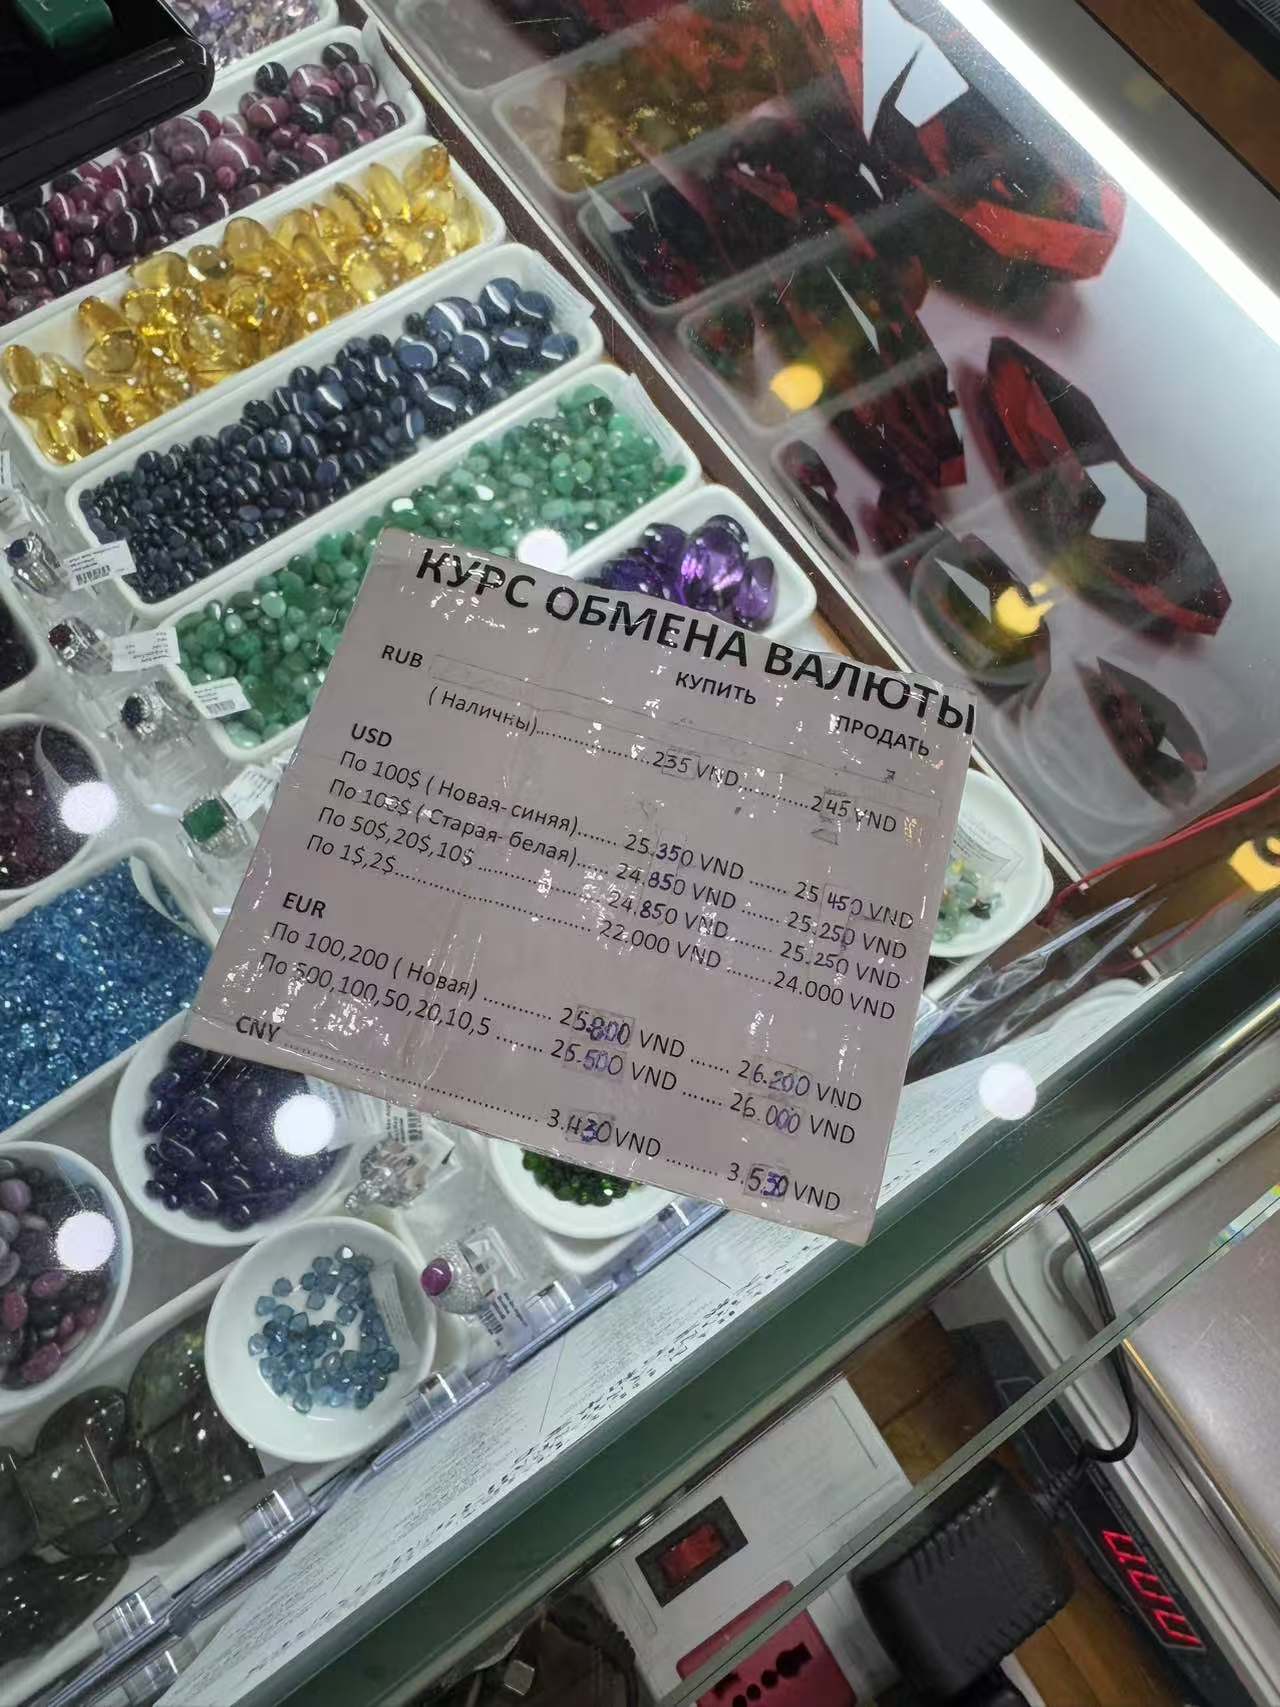 КУРС ОБМЕНА ВАЛЮТЫ
КУПИТЬ ПРОДАТЬ
RUB
( Наличны)......................235 VND............245 VND
USD
По 100$ ( Новая- синяя)....... 25.350 VND ....... 25 450 VND
По 100$ ( Старая- белая)...... 24.850 VND ....... 25.250 VND
По 50$,20$,10$ ...................... 24.850 VND ....... 25.250 VND
По 1$,2$................................... 22.000 VND ........24.000 VND
EUR
По 100,200 ( Новая) ............ 25.800 VND ....... 26.200 VND
По 500,100,50,20,10,5 ........ 25.500 VND ........ 26.000 VND
CNY ............................................ 3.430 VND ......... 3.530 VND